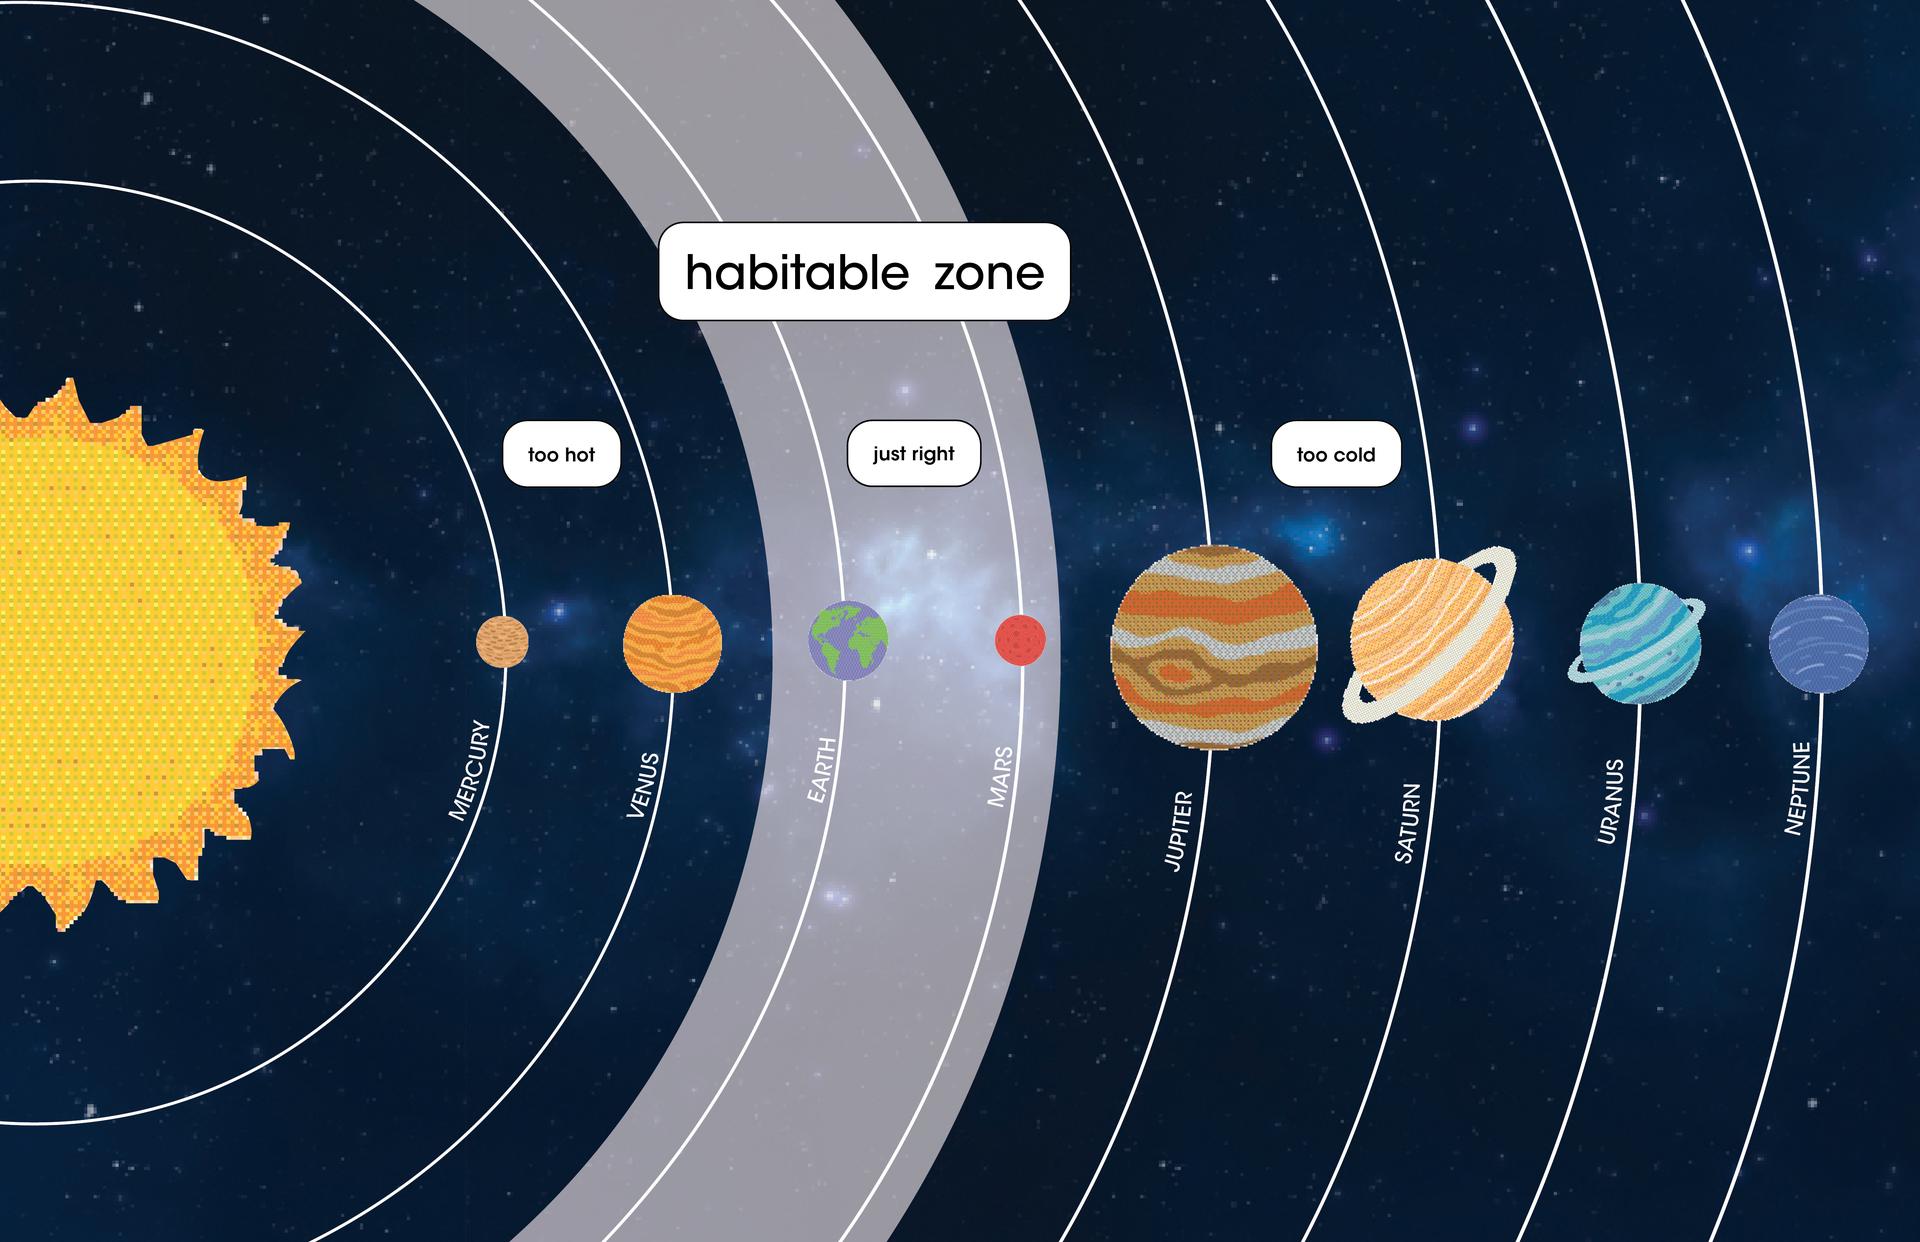 habitable zone
too hot
just right
too cold
MERCURY
VENUS
EARTH
MARS
JUPITER
SATURN
URANUS
NEPTUNE